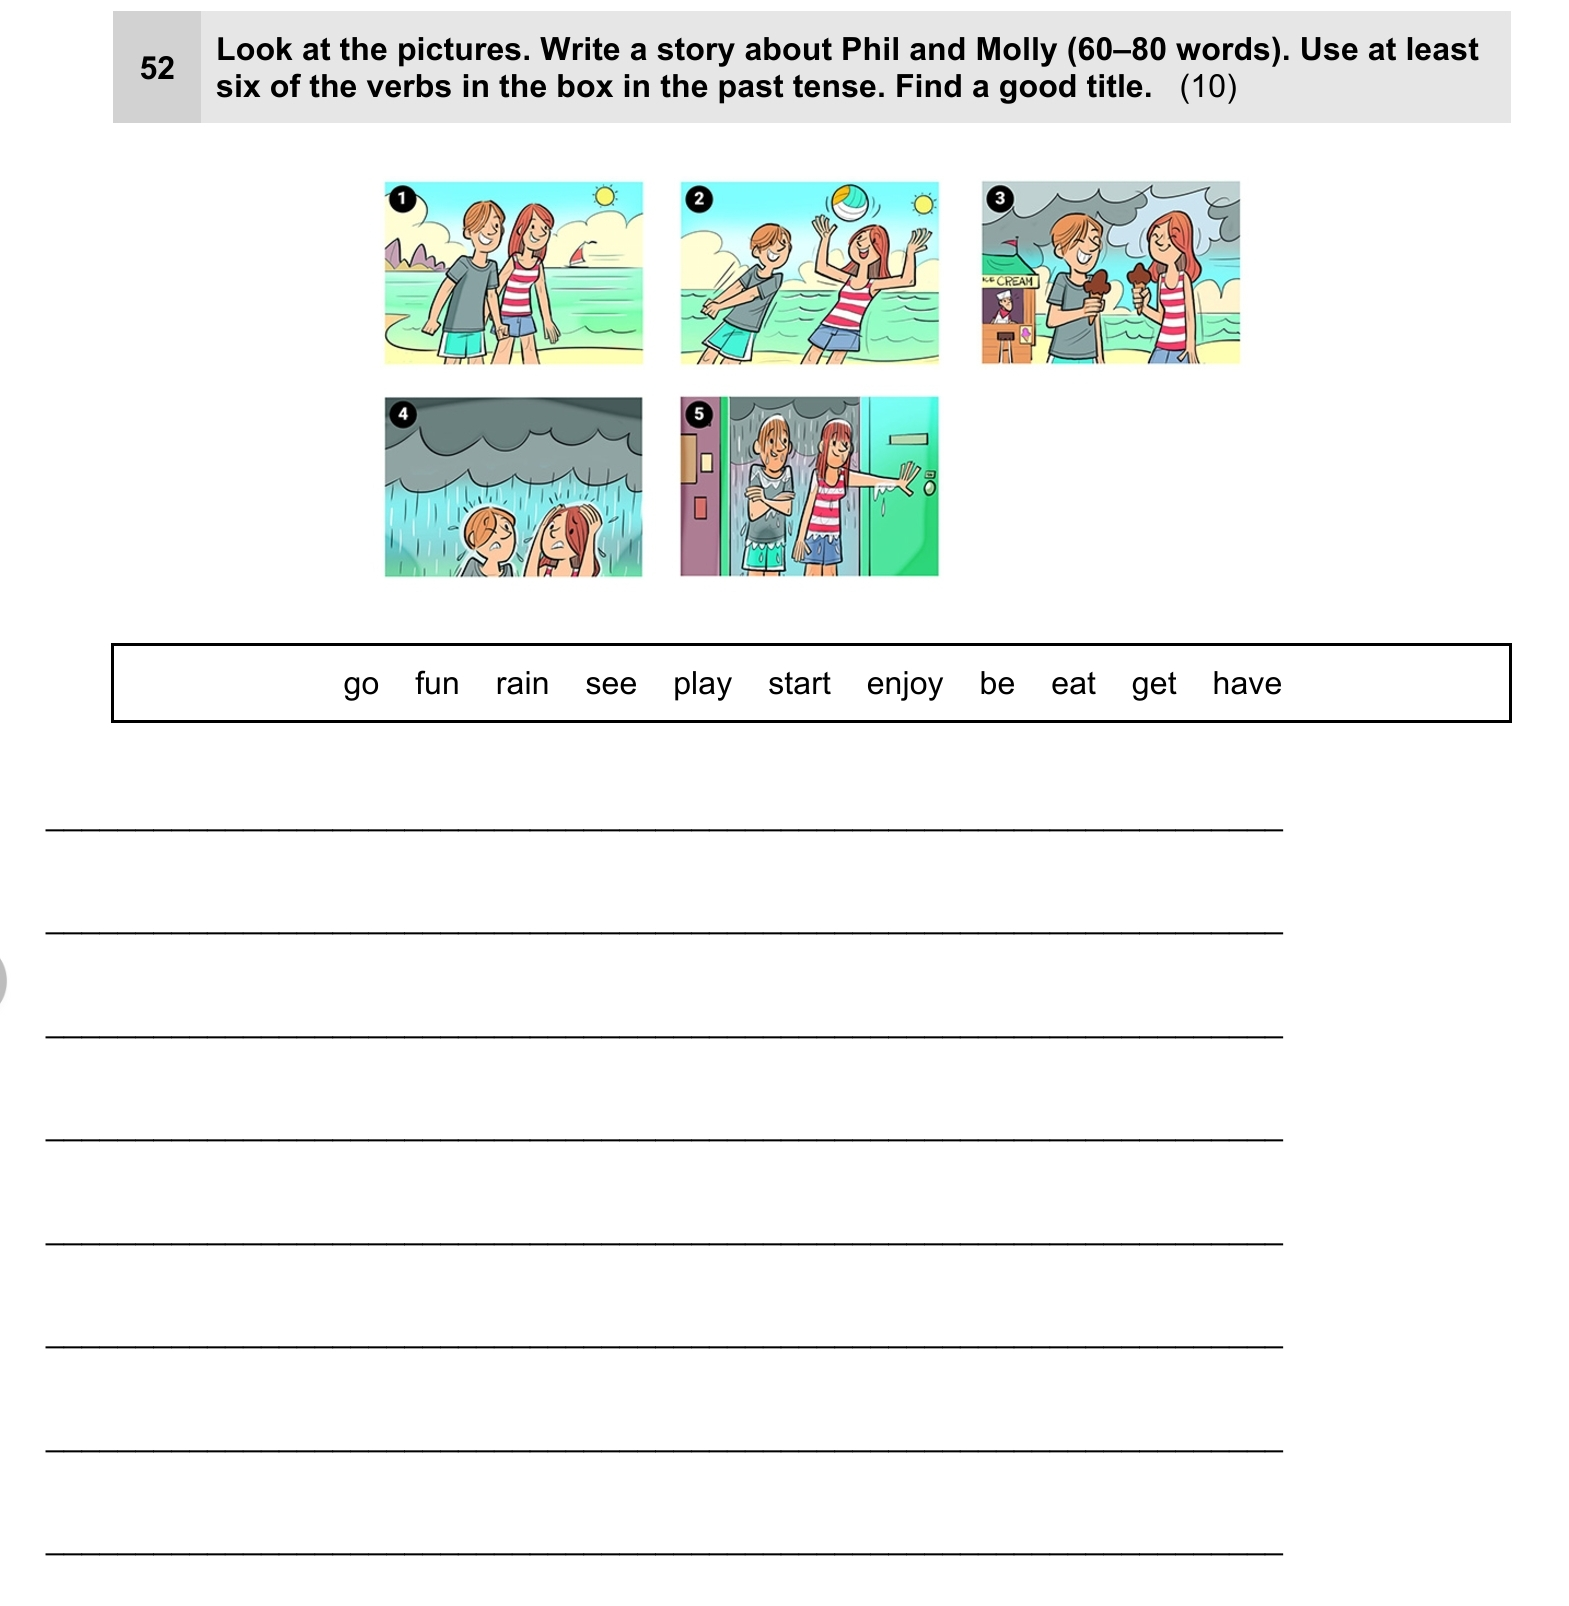 52
Look at the pictures. Write a story about Phil and Molly (60–80 words). Use at least
six of the verbs in the box in the past tense. Find a good title. (10)
1
2
3
CE CREAM
4
5
go fun rain see play start enjoy be eat get have